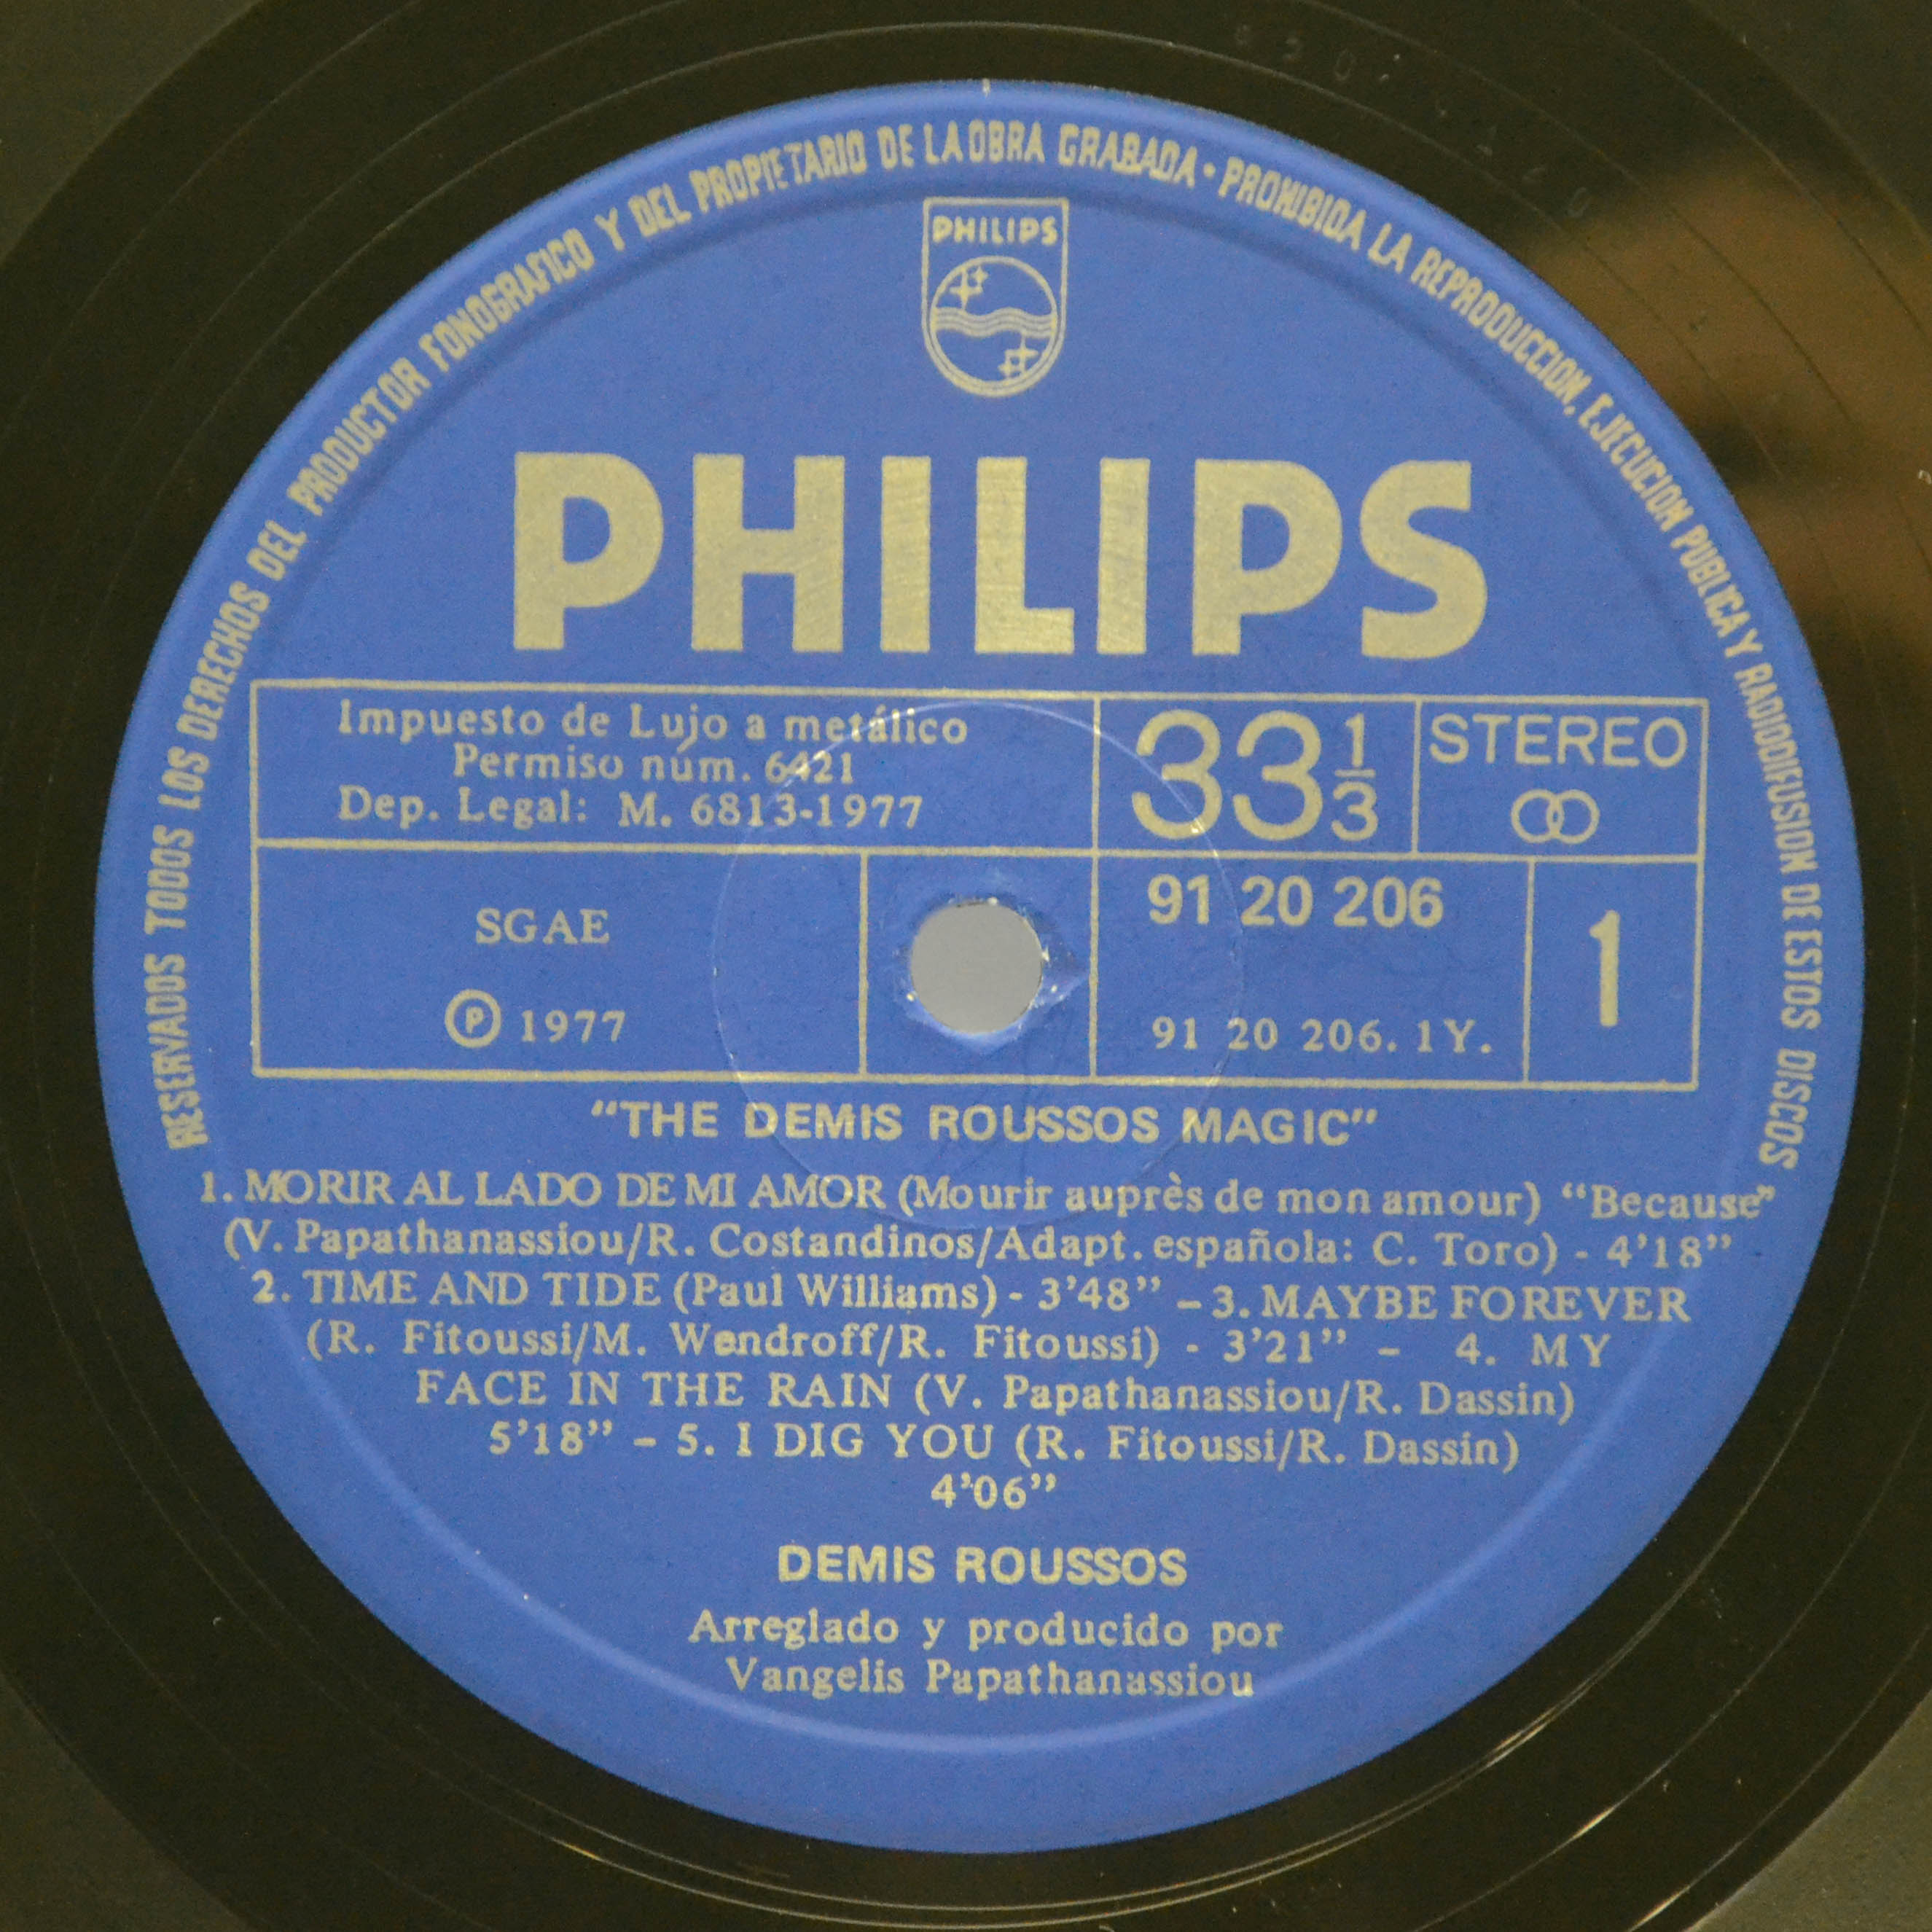 RESERVADOS TODOS LOS DERECHOS DEL PRODUCTOR FONOGRAFICO Y DEL PROPIETARIO DE LA OBRA GRABADA · PROHIBIDA LA REPRODUCCION, EJECUCION PUBLICA Y RADIODIFUSION DE ESTOS DISCOS
PHILIPS
PHILIPS
Impuesto de Lujo a metálico
Permiso núm. 6421
Dep. Legal: M. 6813-1977
33 1/3
STEREO
SGAE
℗ 1977
91 20 206
91 20 206. 1Y.
1
“THE DEMIS ROUSSOS MAGIC”
1. MORIR AL LADO DE MI AMOR (Mourir auprès de mon amour) “Because”
(V. Papathanassiou/R. Costandinos/Adapt. española: C. Toro) - 4’18”
2. TIME AND TIDE (Paul Williams) - 3’48” – 3. MAYBE FOREVER
(R. Fitoussi/M. Wendroff/R. Fitoussi) - 3’21” – 4. MY
FACE IN THE RAIN (V. Papathanassiou/R. Dassin)
5’18” – 5. I DIG YOU (R. Fitoussi/R. Dassin)
4’06”
DEMIS ROUSSOS
Arreglado y producido por
Vangelis Papathanassiou